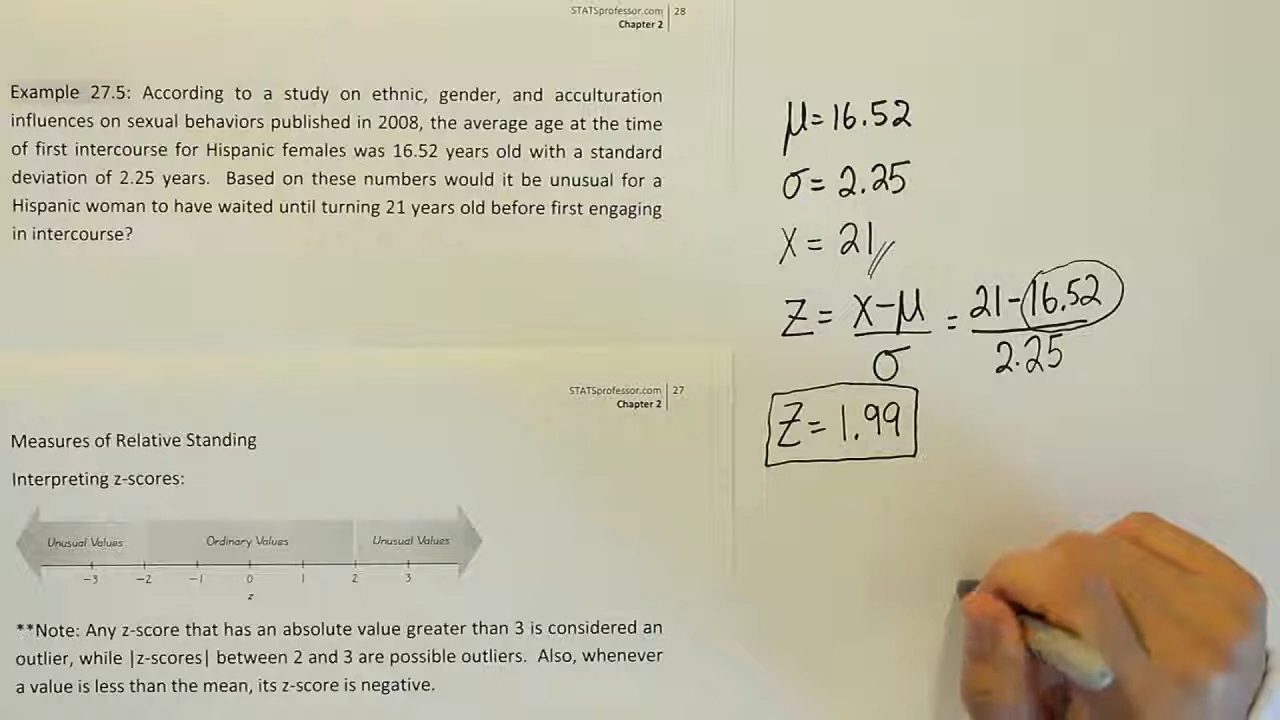 STATSprofessor.com | 28
Chapter 2
Example 27.5: According to a study on ethnic, gender, and acculturation
influences on sexual behaviors published in 2008, the average age at the time
of first intercourse for Hispanic females was 16.52 years old with a standard
deviation of 2.25 years. Based on these numbers would it be unusual for a
Hispanic woman to have waited until turning 21 years old before first engaging
in intercourse?
STATSprofessor.com | 27
Chapter 2
Measures of Relative Standing
Interpreting z-scores:
Unusual Values Ordinary Values Unusual Values
-3 -2 -1 0 1 2 3
z
**Note: Any z-score that has an absolute value greater than 3 is considered an
outlier, while |z-scores| between 2 and 3 are possible outliers. Also, whenever
a value is less than the mean, its z-score is negative.
μ = 16.52
σ = 2.25
X = 21
Z = X-μ / σ = 21-16.52 / 2.25
Z = 1.99